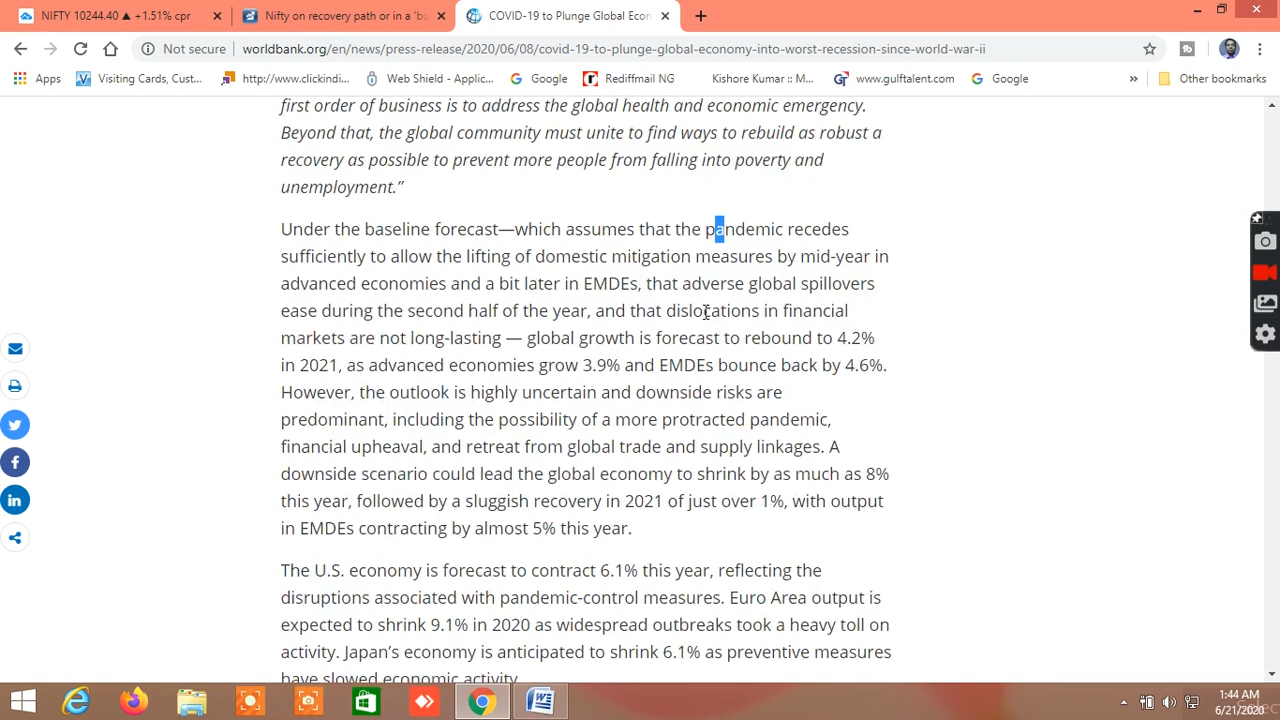 NIFTY 10244.40 ▲ +1.51% cpr
Nifty on recovery path or in a 'bu
COVID-19 to Plunge Global Econ
Not secure
worldbank.org/en/news/press-release/2020/06/08/covid-19-to-plunge-global-economy-into-worst-recession-since-world-war-ii
Apps
Visiting Cards, Cust...
http://www.clickindi...
Web Shield - Applic...
Google
Rediffmail NG
Kishore Kumar :: M...
www.gulftalent.com
Google
»
Other bookmarks
first order of business is to address the global health and economic emergency.
Beyond that, the global community must unite to find ways to rebuild as robust a
recovery as possible to prevent more people from falling into poverty and
unemployment.”
Under the baseline forecast—which assumes that the pandemic recedes
sufficiently to allow the lifting of domestic mitigation measures by mid-year in
advanced economies and a bit later in EMDEs, that adverse global spillovers
ease during the second half of the year, and that dislocations in financial
markets are not long-lasting — global growth is forecast to rebound to 4.2%
in 2021, as advanced economies grow 3.9% and EMDEs bounce back by 4.6%.
However, the outlook is highly uncertain and downside risks are
predominant, including the possibility of a more protracted pandemic,
financial upheaval, and retreat from global trade and supply linkages. A
downside scenario could lead the global economy to shrink by as much as 8%
this year, followed by a sluggish recovery in 2021 of just over 1%, with output
in EMDEs contracting by almost 5% this year.
The U.S. economy is forecast to contract 6.1% this year, reflecting the
disruptions associated with pandemic-control measures. Euro Area output is
expected to shrink 9.1% in 2020 as widespread outbreaks took a heavy toll on
activity. Japan’s economy is anticipated to shrink 6.1% as preventive measures
have slowed economic activity.
1:44 AM
6/21/2020